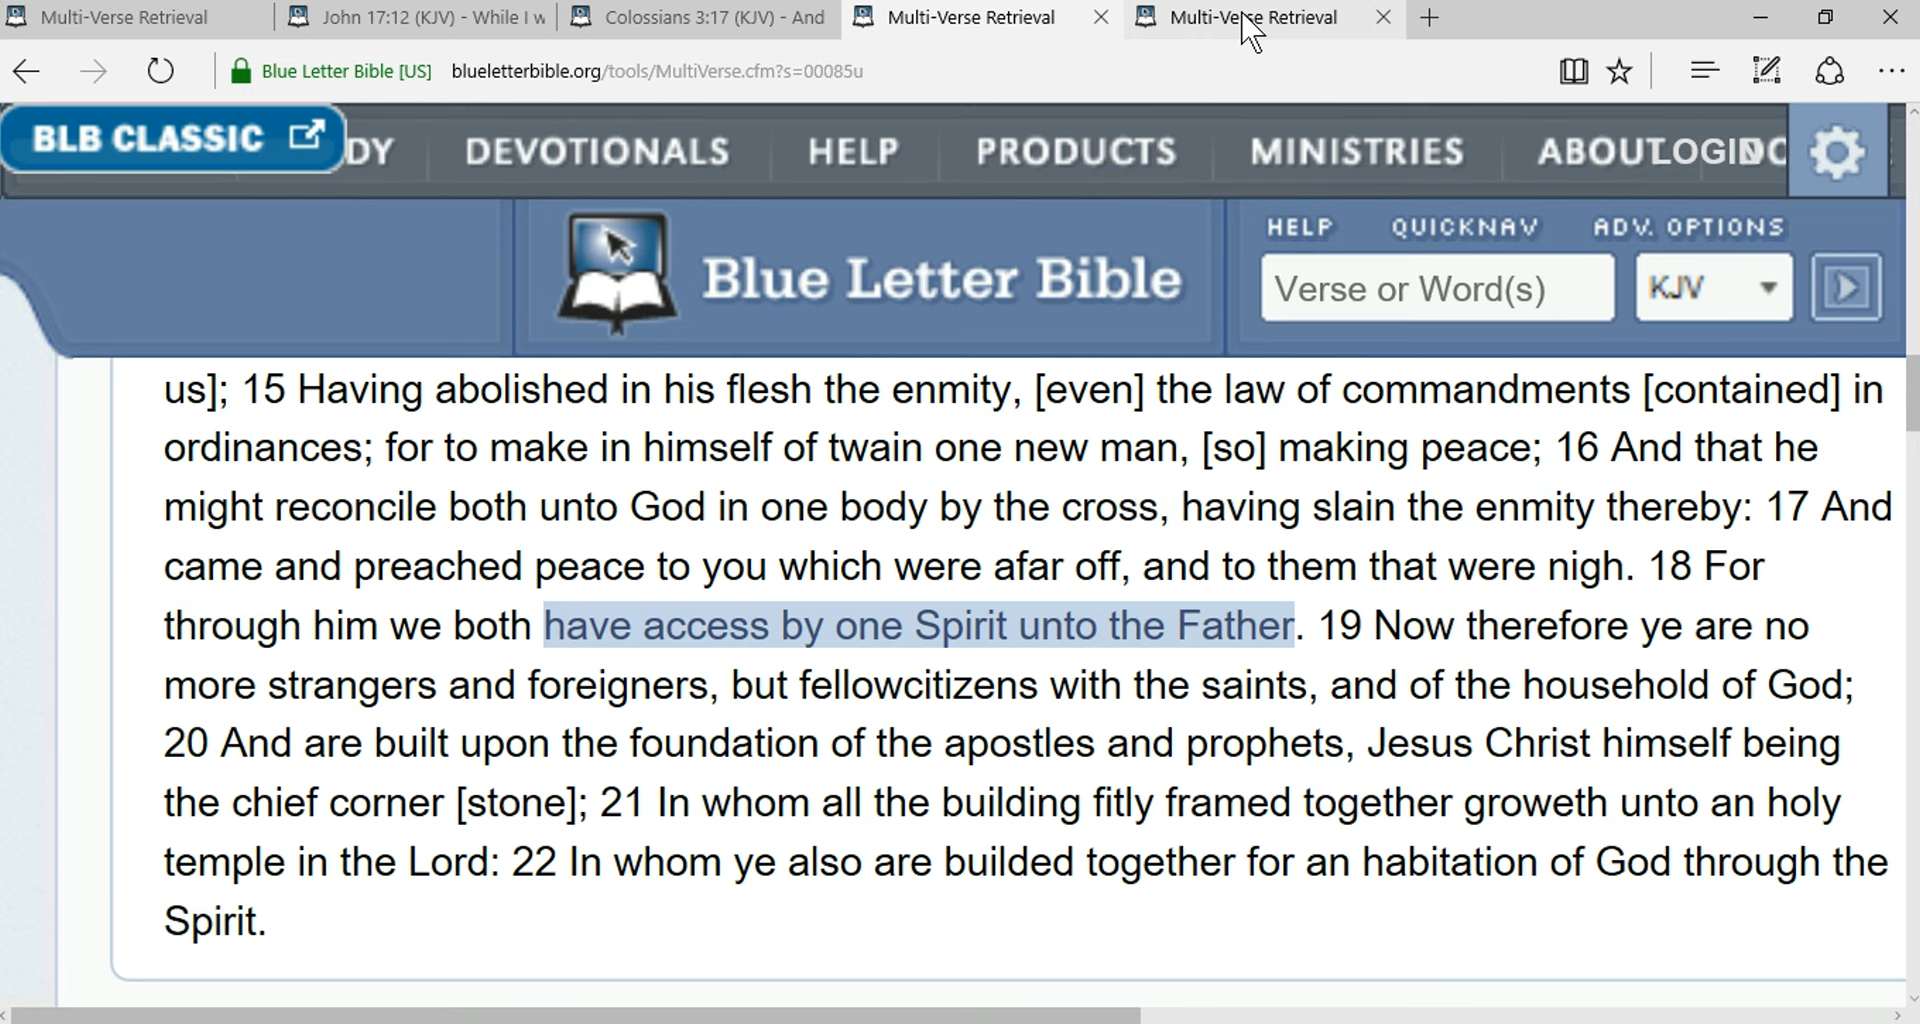 Multi-Verse Retrieval
John 17:12 (KJV) - While I w
Colossians 3:17 (KJV) - And
Multi-Verse Retrieval
Multi-Verse Retrieval
Blue Letter Bible [US] blueletterbible.org/tools/MultiVerse.cfm?s=00085u
BLB CLASSIC
DY DEVOTIONALS HELP PRODUCTS MINISTRIES ABOUT LOGIN
HELP QUICKNAV ADV. OPTIONS
Blue Letter Bible
Verse or Word(s) KJV
us]; 15 Having abolished in his flesh the enmity, [even] the law of commandments [contained] in
ordinances; for to make in himself of twain one new man, [so] making peace; 16 And that he
might reconcile both unto God in one body by the cross, having slain the enmity thereby: 17 And
came and preached peace to you which were afar off, and to them that were nigh. 18 For
through him we both have access by one Spirit unto the Father. 19 Now therefore ye are no
more strangers and foreigners, but fellowcitizens with the saints, and of the household of God;
20 And are built upon the foundation of the apostles and prophets, Jesus Christ himself being
the chief corner [stone]; 21 In whom all the building fitly framed together groweth unto an holy
temple in the Lord: 22 In whom ye also are builded together for an habitation of God through the
Spirit.